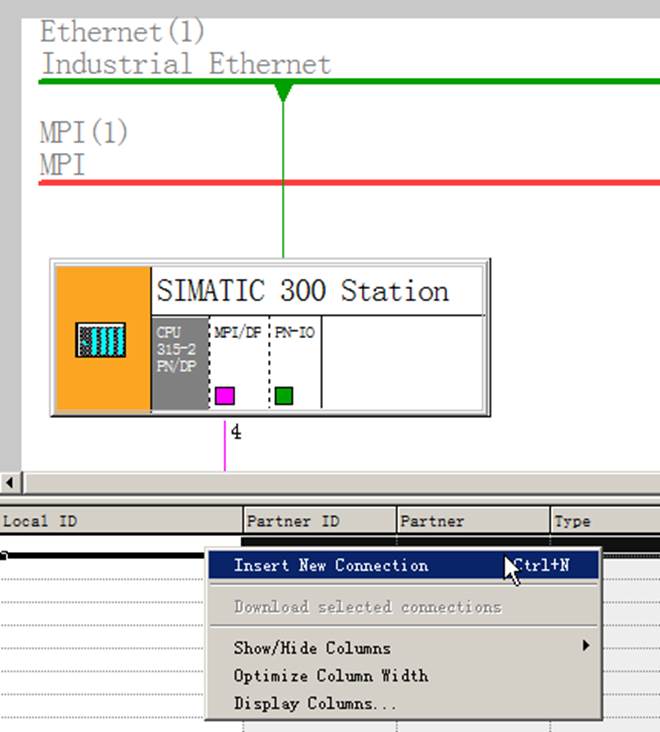 Ethernet(1)
Industrial Ethernet
MPI(1)
MPI
SIMATIC 300 Station
CPU
315-2
PN/DP
MPI/DP
PN-IO
4
Local ID
Partner ID
Partner
Type
Insert New Connection
Ctrl+N
Download selected connections
Show/Hide Columns
Optimize Column Width
Display Columns...